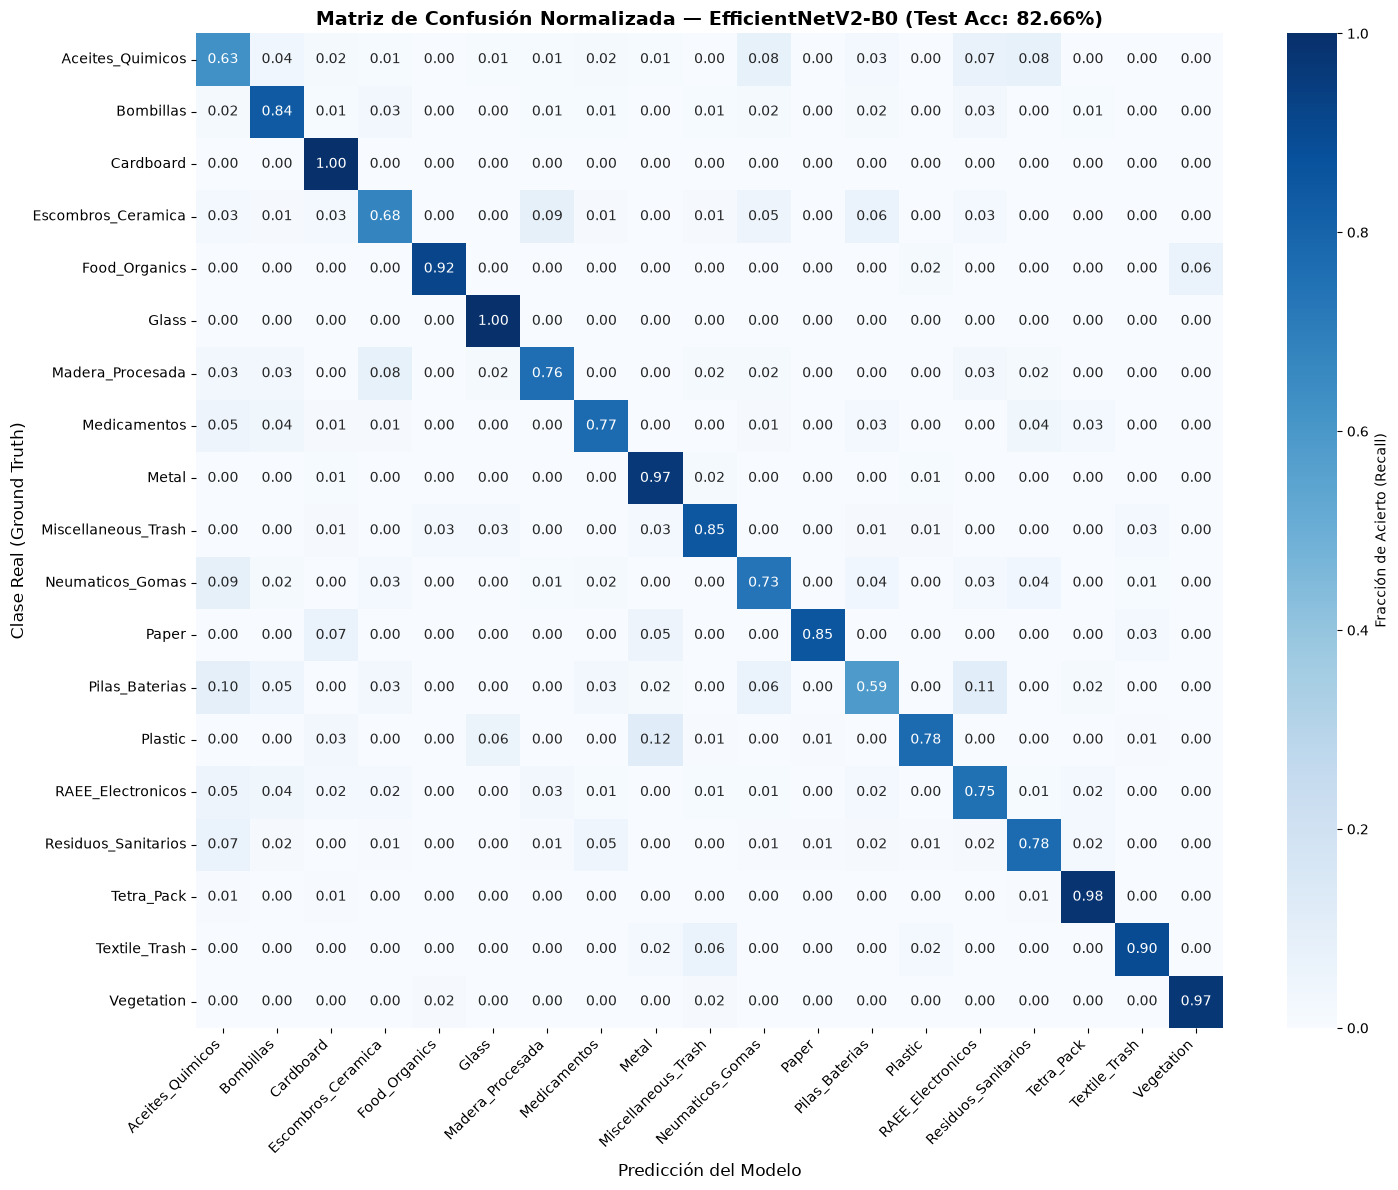 Matriz de Confusión Normalizada — EfficientNetV2-B0 (Test Acc: 82.66%)
Aceites_Quimicos 0.63 0.04 0.02 0.01 0.00 0.01 0.01 0.02 0.01 0.00 0.08 0.00 0.03 0.00 0.07 0.08 0.00 0.00 0.00
Bombillas 0.02 0.84 0.01 0.03 0.00 0.00 0.01 0.01 0.00 0.01 0.02 0.00 0.02 0.00 0.03 0.00 0.01 0.00 0.00
Cardboard 0.00 0.00 1.00 0.00 0.00 0.00 0.00 0.00 0.00 0.00 0.00 0.00 0.00 0.00 0.00 0.00 0.00 0.00 0.00
Escombros_Ceramica 0.03 0.01 0.03 0.68 0.00 0.00 0.09 0.01 0.00 0.01 0.05 0.00 0.06 0.00 0.03 0.00 0.00 0.00 0.00
Food_Organics 0.00 0.00 0.00 0.00 0.92 0.00 0.00 0.00 0.00 0.00 0.00 0.00 0.00 0.02 0.00 0.00 0.00 0.00 0.06
Glass 0.00 0.00 0.00 0.00 0.00 1.00 0.00 0.00 0.00 0.00 0.00 0.00 0.00 0.00 0.00 0.00 0.00 0.00 0.00
Madera_Procesada 0.03 0.03 0.00 0.08 0.00 0.02 0.76 0.00 0.00 0.02 0.02 0.00 0.00 0.00 0.03 0.02 0.00 0.00 0.00
Medicamentos 0.05 0.04 0.01 0.01 0.00 0.00 0.00 0.77 0.00 0.00 0.01 0.00 0.03 0.00 0.00 0.04 0.03 0.00 0.00
Metal 0.00 0.00 0.01 0.00 0.00 0.00 0.00 0.00 0.97 0.02 0.00 0.00 0.00 0.01 0.00 0.00 0.00 0.00 0.00
Miscellaneous_Trash 0.00 0.00 0.01 0.00 0.03 0.03 0.00 0.00 0.03 0.85 0.00 0.00 0.01 0.01 0.00 0.00 0.00 0.03 0.00
Neumaticos_Gomas 0.09 0.02 0.00 0.03 0.00 0.00 0.01 0.02 0.00 0.00 0.73 0.00 0.04 0.00 0.03 0.04 0.00 0.01 0.00
Paper 0.00 0.00 0.07 0.00 0.00 0.00 0.00 0.00 0.05 0.00 0.00 0.85 0.00 0.00 0.00 0.00 0.00 0.03 0.00
Pilas_Baterias 0.10 0.05 0.00 0.03 0.00 0.00 0.00 0.03 0.02 0.00 0.06 0.00 0.59 0.00 0.11 0.00 0.02 0.00 0.00
Plastic 0.00 0.00 0.03 0.00 0.00 0.06 0.00 0.00 0.12 0.01 0.00 0.01 0.00 0.78 0.00 0.00 0.00 0.01 0.00
RAEE_Electronicos 0.05 0.04 0.02 0.02 0.00 0.00 0.03 0.01 0.00 0.01 0.01 0.00 0.02 0.00 0.75 0.01 0.02 0.00 0.00
Residuos_Sanitarios 0.07 0.02 0.00 0.01 0.00 0.00 0.01 0.05 0.00 0.00 0.01 0.01 0.02 0.01 0.02 0.78 0.02 0.00 0.00
Tetra_Pack 0.01 0.00 0.01 0.00 0.00 0.00 0.00 0.00 0.00 0.00 0.00 0.00 0.00 0.00 0.00 0.01 0.98 0.00 0.00
Textile_Trash 0.00 0.00 0.00 0.00 0.00 0.00 0.00 0.00 0.02 0.06 0.00 0.00 0.00 0.02 0.00 0.00 0.00 0.90 0.00
Vegetation 0.00 0.00 0.00 0.00 0.02 0.00 0.00 0.00 0.00 0.02 0.00 0.00 0.00 0.00 0.00 0.00 0.00 0.00 0.97
Clase Real (Ground Truth)
Aceites_Quimicos
Bombillas
Cardboard
Escombros_Ceramica
Food_Organics
Glass
Madera_Procesada
Medicamentos
Metal
Miscellaneous_Trash
Neumaticos_Gomas
Paper
Pilas_Baterias
Plastic
RAEE_Electronicos
Residuos_Sanitarios
Tetra_Pack
Textile_Trash
Vegetation
Predicción del Modelo
1.0
0.8
0.6
0.4
0.2
0.0
Fracción de Acierto (Recall)